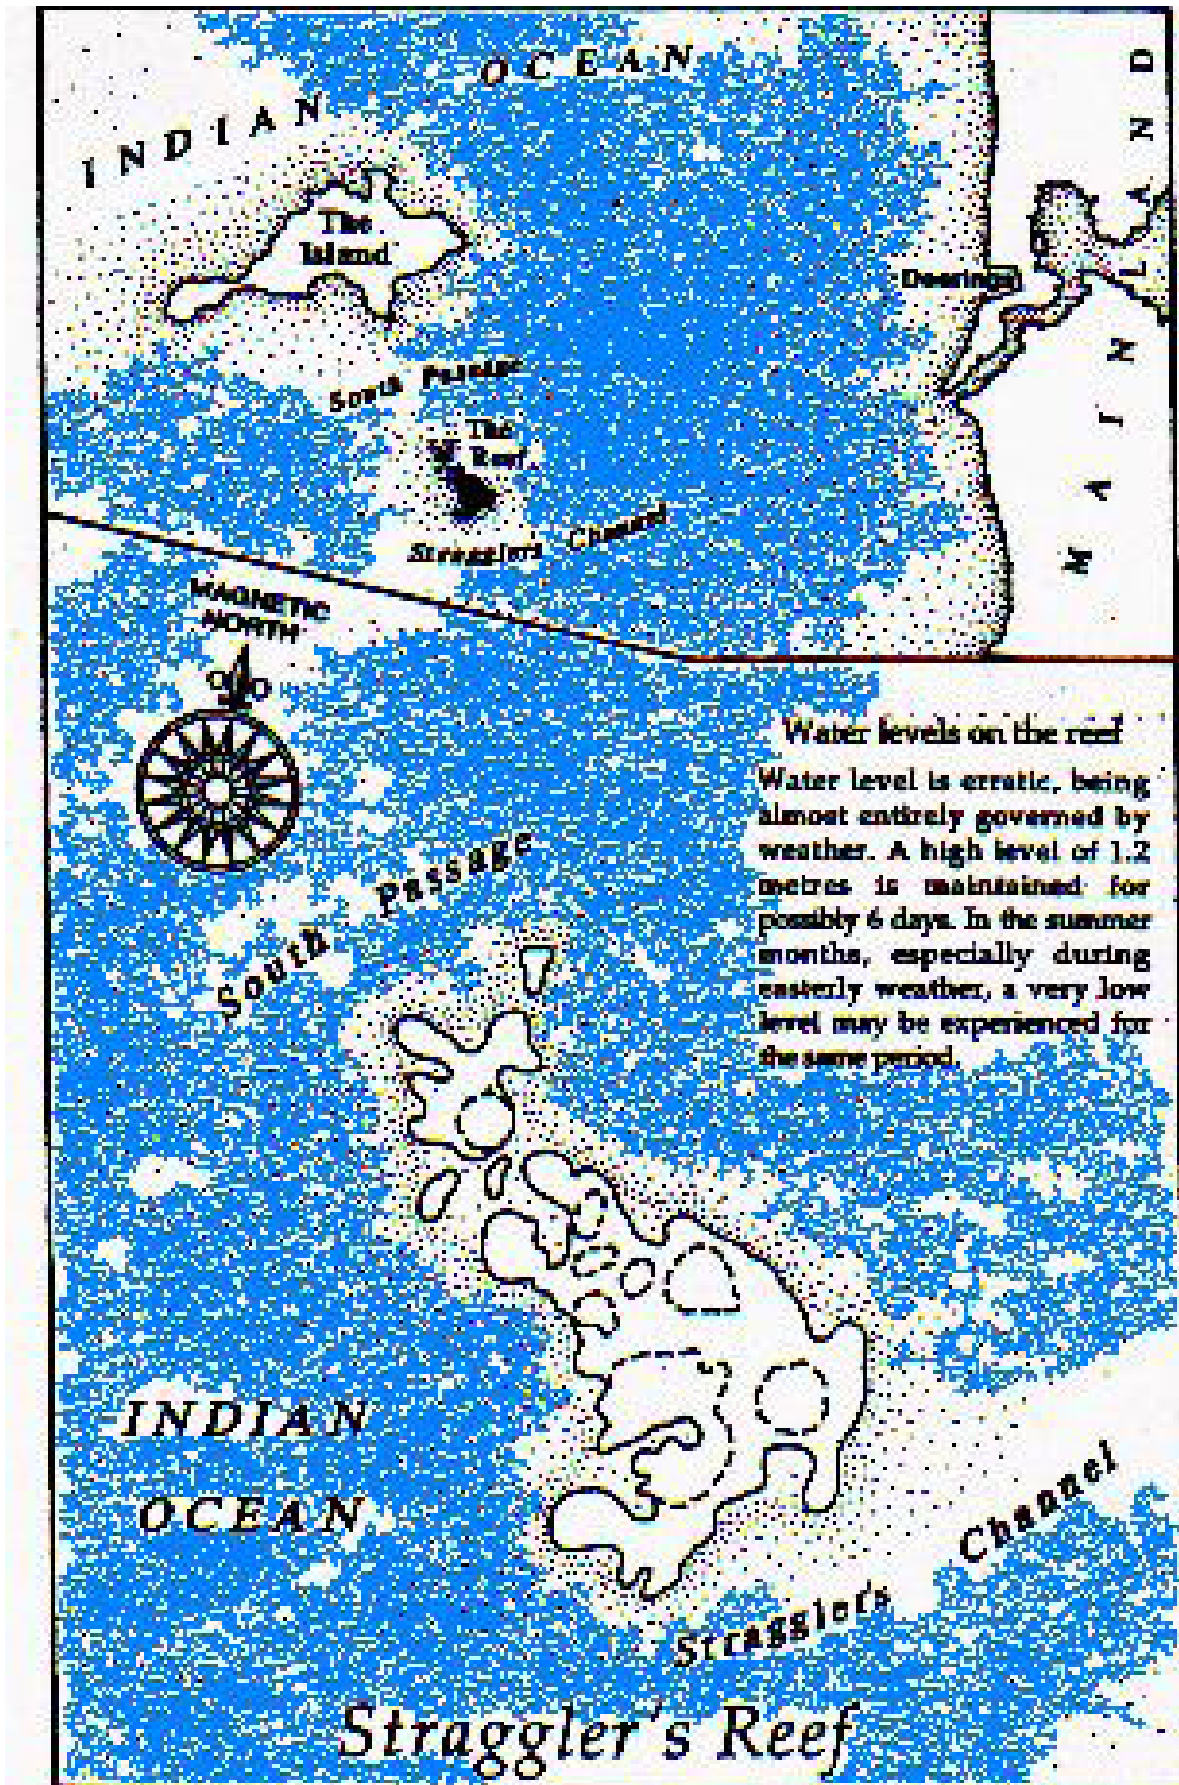 OCEAN
INDIAN
The
Island
Deering
South Passage
The
Reef
Stragglers Channel
MAINLAND
MAGNETIC
NORTH
Water levels on the reef
Water level is erratic, being
almost entirely governed by
weather. A high level of 1.2
metres is maintained for
possibly 6 days. In the summer
months, especially during
easterly weather, a very low
level may be experienced for
the same period.
South Passage
INDIAN
OCEAN
Stragglers Channel
Straggler's Reef